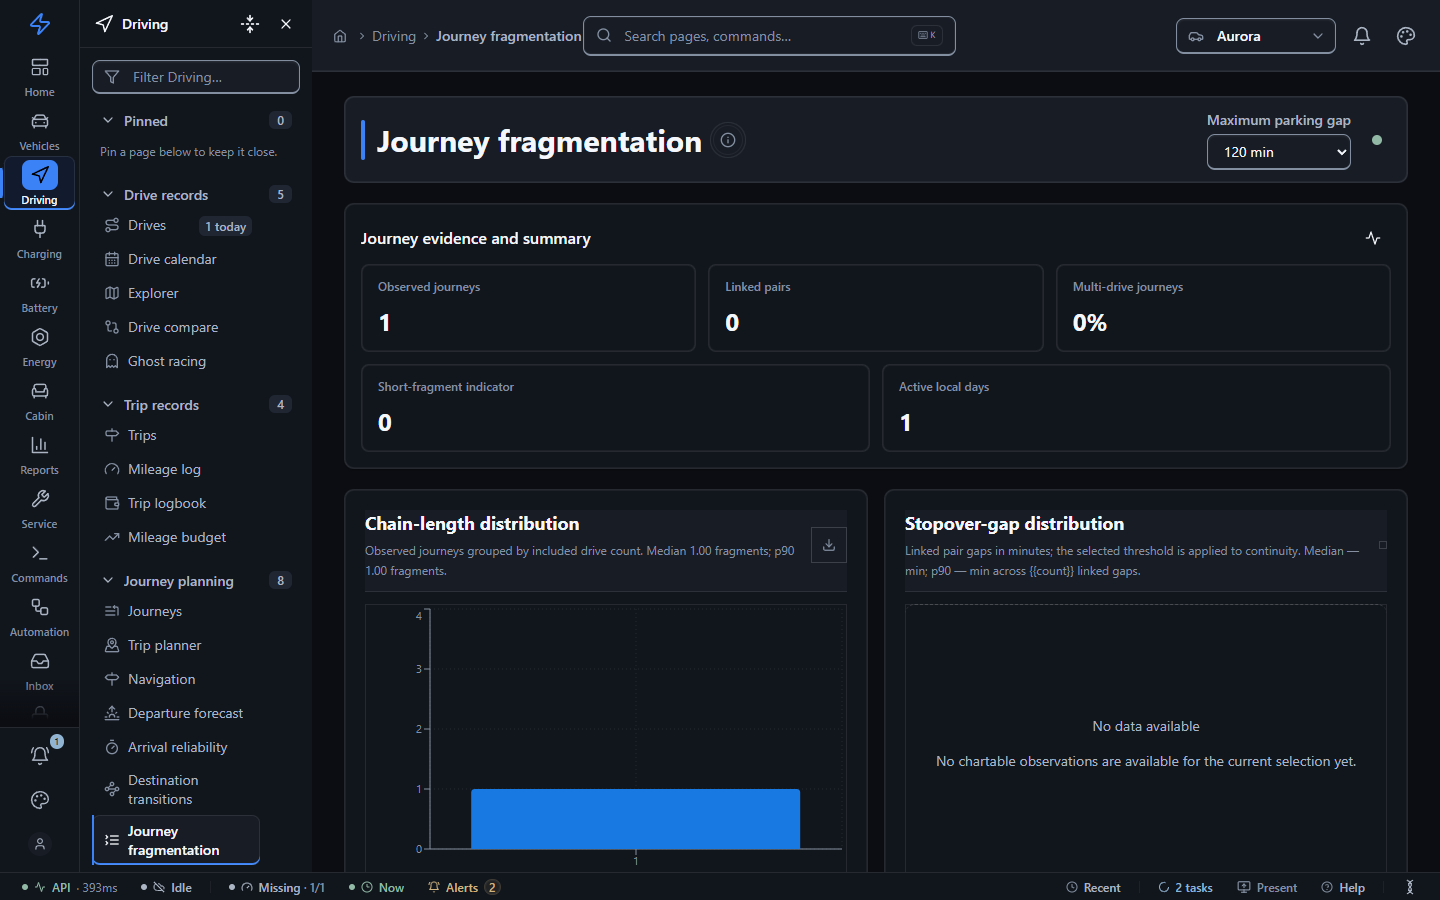 Driving
Driving
Journey fragmentation
Search pages, commands...
K
Aurora
Home
Vehicles
Driving
Charging
Battery
Energy
Cabin
Reports
Service
Commands
Automation
Inbox
1
Filter Driving...
Pinned
0
Pin a page below to keep it close.
Drive records
5
Drives
1 today
Drive calendar
Explorer
Drive compare
Ghost racing
Trip records
4
Trips
Mileage log
Trip logbook
Mileage budget
Journey planning
8
Journeys
Trip planner
Navigation
Departure forecast
Arrival reliability
Destination
transitions
Journey
fragmentation
Journey fragmentation
Maximum parking gap
120 min
Journey evidence and summary
Observed journeys
1
Linked pairs
0
Multi-drive journeys
0%
Short-fragment indicator
0
Active local days
1
Chain-length distribution
Observed journeys grouped by included drive count. Median 1.00 fragments; p90
1.00 fragments.
4
3
2
1
0
1
Stopover-gap distribution
Linked pair gaps in minutes; the selected threshold is applied to continuity. Median —
min; p90 — min across {{count}} linked gaps.
No data available
No chartable observations are available for the current selection yet.
API · 393ms
Idle
Missing · 1/1
Now
Alerts 2
Recent
2 tasks
Present
Help